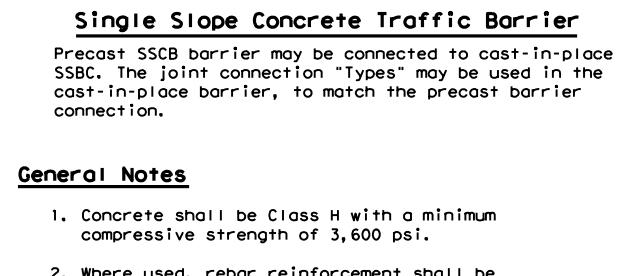 Single Slope Concrete Traffic Barrier
Precast SSCB barrier may be connected to cast-in-place
SSBC. The joint connection "Types" may be used in the
cast-in-place barrier, to match the precast barrier
connection.
General Notes
1. Concrete shall be Class H with a minimum
compressive strength of 3,600 psi.
2. Where used, rebar reinforcement shall be